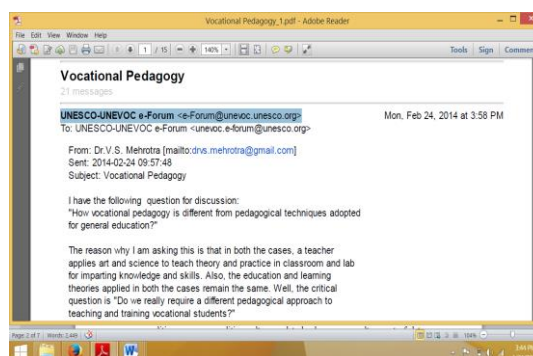 Vocational Pedagogy_1.pdf - Adobe Reader
File Edit View Window Help
1 / 15 140% Tools Sign Commen
Vocational Pedagogy
21 messages
UNESCO-UNEVOC e-Forum <e-Forum@unevoc.unesco.org> Mon, Feb 24, 2014 at 3:58 PM
To: UNESCO-UNEVOC e-Forum <unevoc.e-forum@unesco.org>
From: Dr.V.S. Mehrotra [mailto:drvs.mehrotra@gmail.com]
Sent: 2014-02-24 09:57:48
Subject: Vocational Pedagogy
I have the following question for discussion:
"How vocational pedagogy is different from pedagogical techniques adopted
for general education?"
The reason why I am asking this is that in both the cases, a teacher
applies art and science to teach theory and practice in classroom and lab
for imparting knowledge and skills. Also, the education and learning
theories applied in both the cases remain the same. Well, the critical
question is "Do we really require a different pedagogical approach to
teaching and training vocational students?"
Page: 2 of 7 Words: 2,449 104%